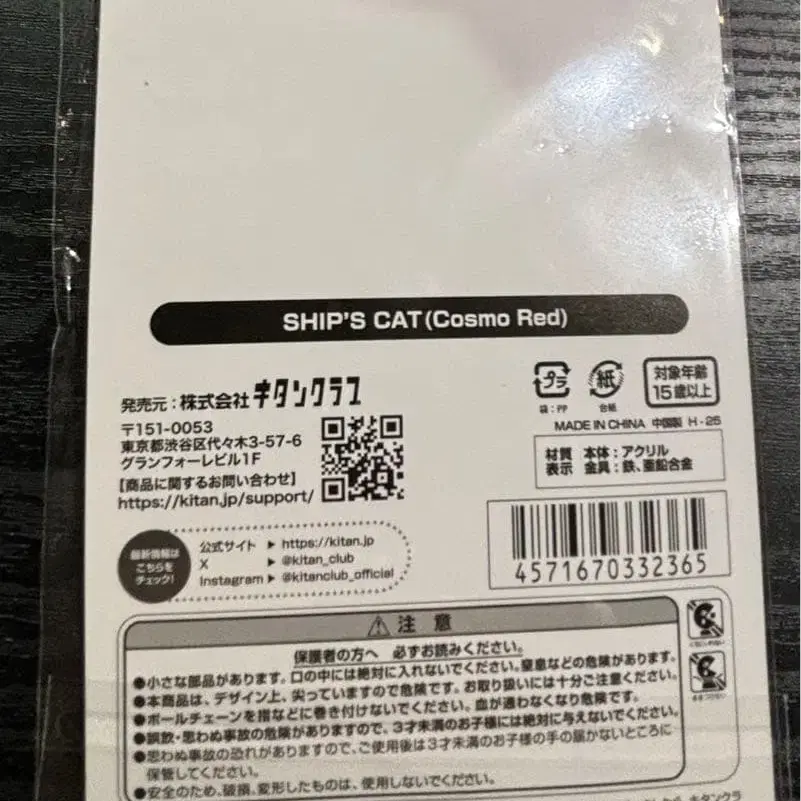 SHIP'S CAT(Cosmo Red)
発売元:株式会社キタンクラブ
〒151-0053
東京都渋谷区代々木3-57-6
グランフォーレビル1F
【商品に関するお問い合わせ】
https://kitan.jp/support/
プラ
袋:PP
紙
台紙
対象年齢
15歳以上
MADE IN CHINA 中国製 H-25
材質 本体:アクリル
表示 金具:鉄、亜鉛合金
最新情報は
こちらを
チェック!
公式サイト ▶ https://kitan.jp
X ▶ @kitan_club
Instagram ▶ @kitanclub_official
4571670332365
⚠ 注 意
保護者の方へ 必ずお読みください。
●小さな部品があります。口の中には絶対に入れないでください。窒息などの危険があります。
●本商品は、デザイン上、尖っていますので危険です。お取り扱いには十分ご注意ください。
●ボールチェーンを指などに巻き付けないでください。血が通わなくなり危険です。
●誤飲・思わぬ事故の危険がありますので、3才未満のお子様には絶対に与えないでください。
●思わぬ事故の恐れがありますので、ご使用後は3才未満のお子様の手の届かないところに
保管してください。
●安全のため、破損、変形したものは、使用しないでください。
キタンクラ